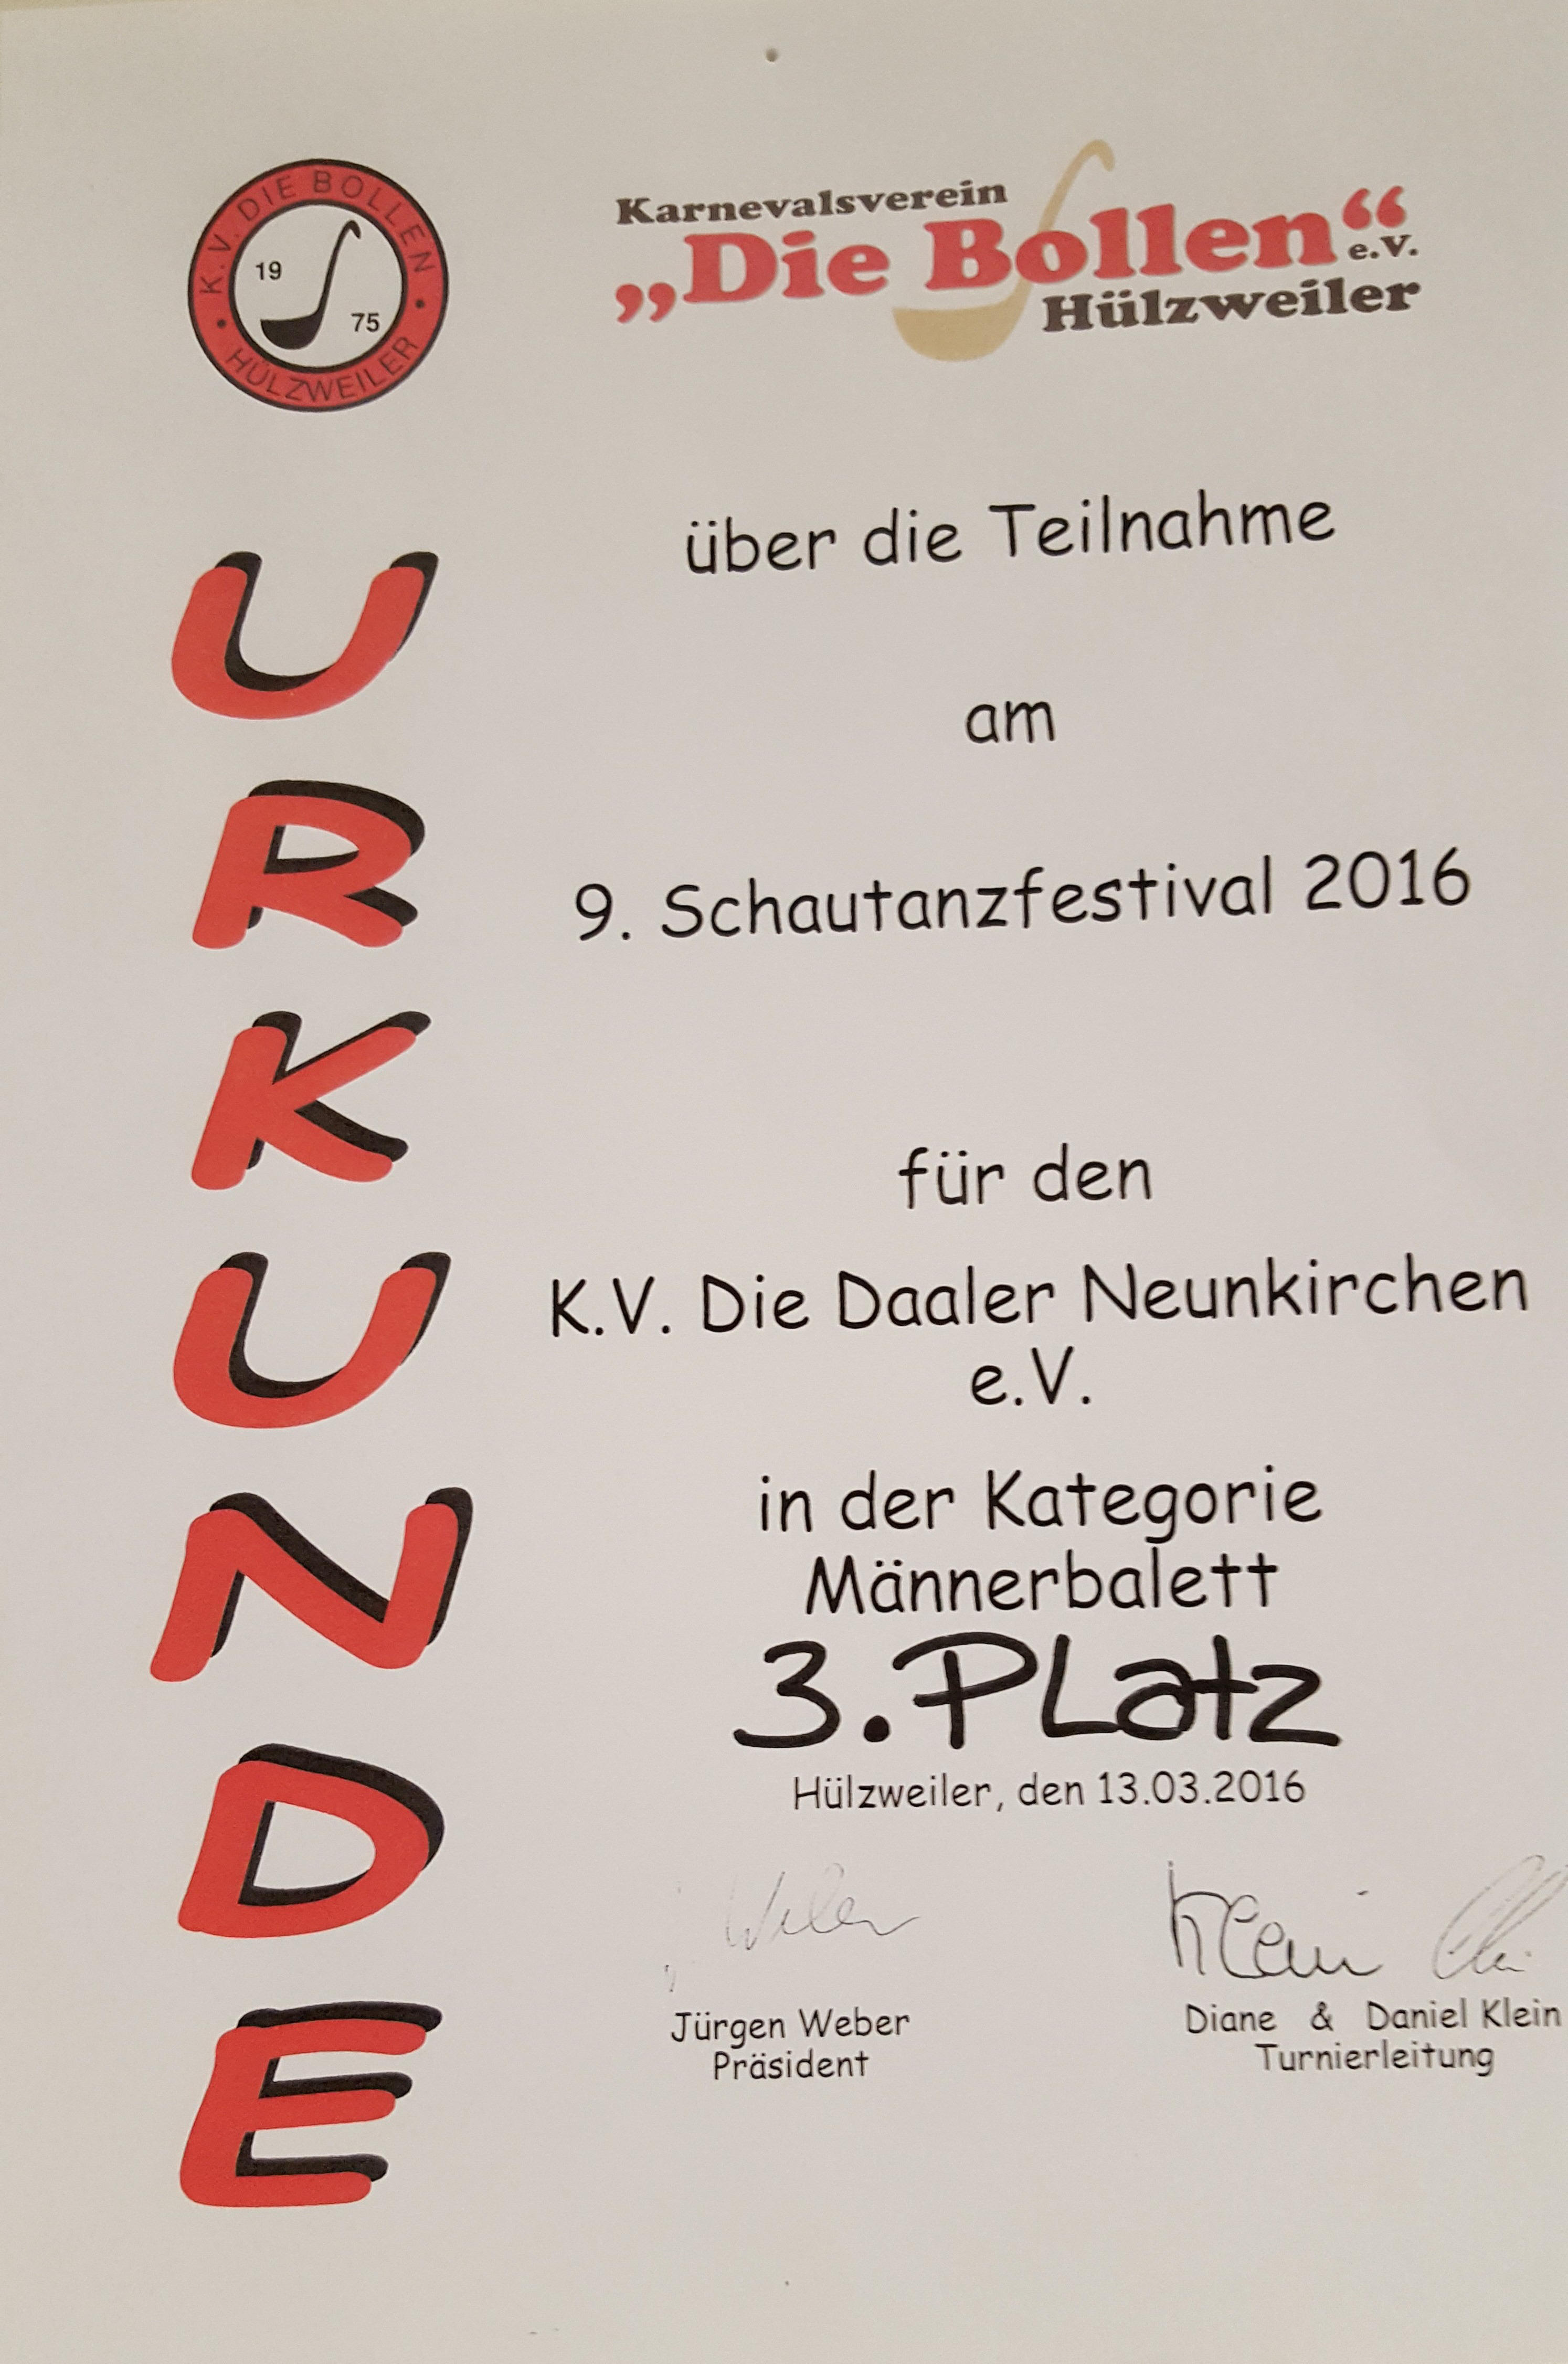 K. V. DIE BOLLEN
19
75
HÜLZWEILER
Karnevalsverein
„Die Bollen“
e.V.
Hülzweiler
URKUNDE
über die Teilnahme
am
9. Schautanzfestival 2016
für den
K.V. Die Daaler Neunkirchen
e.V.
in der Kategorie
Männerbalett
3. Platz
Hülzweiler, den 13.03.2016
Weber
Klein
Jürgen Weber
Präsident
Diane & Daniel Klein
Turnierleitung